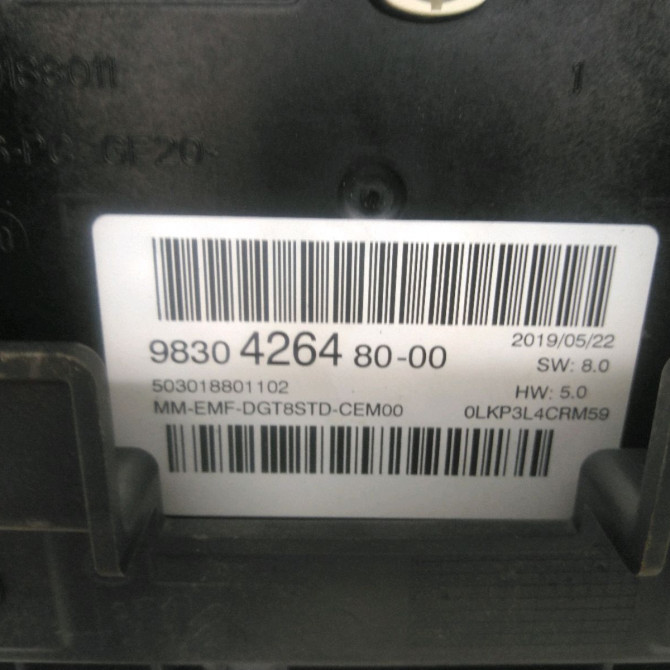 1
9830 4264 80-00
2019/05/22
SW: 8.0
503018801102
HW: 5.0
MM-EMF-DGT8STD-CEM00
0LKP3L4CRM59